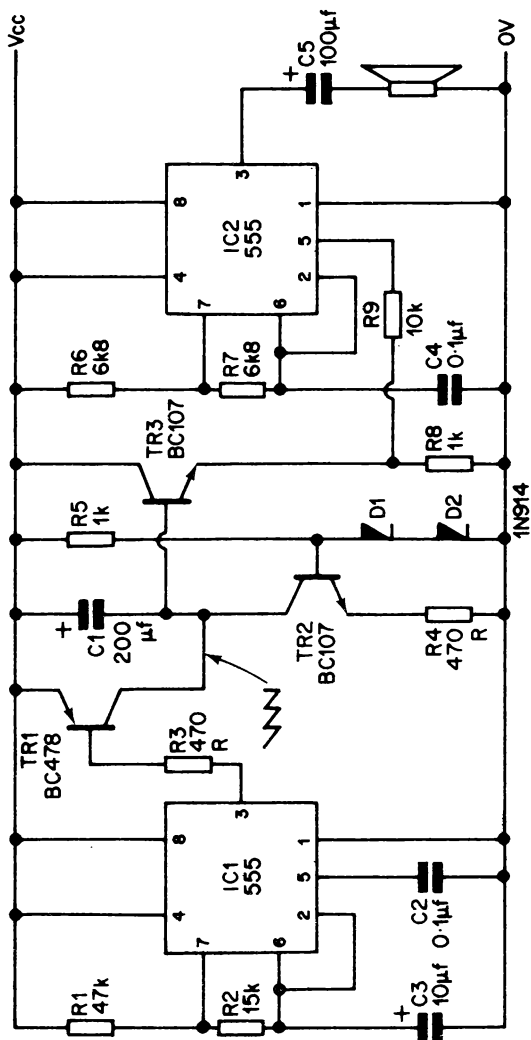 Vcc
R1
47k
7
4
8
R2
15k
6
IC1
555
3
2
5
1
C3
+
10μf
C2
0·1μf
TR1
BC478
R3
470
R
+
C1
200
μf
R5
1k
TR3
BC107
TR2
BC107
R4
470
R
D1
D2
1N914
R6
6k8
R7
6k8
7
4
8
6
IC2
555
3
2
5
1
R9
10k
C4
0·1μf
R8
1k
+
C5
100μf
0V